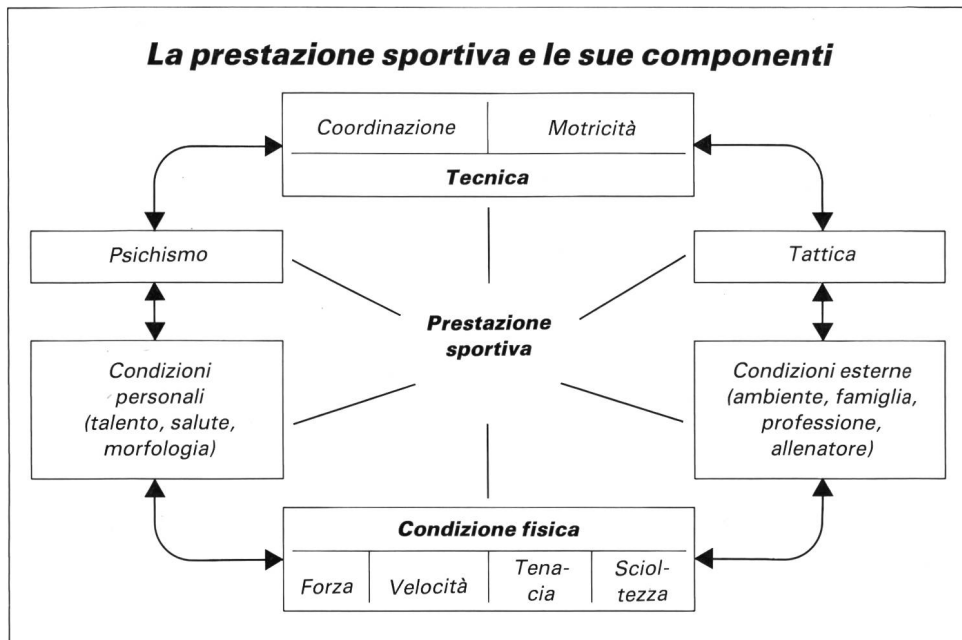 La prestazione sportiva e le sue componenti
Coordinazione
Motricità
Tecnica
Psichismo
Tattica
Prestazione
sportiva
Condizioni
personali
(talento, salute,
morfologia)
Condizioni esterne
(ambiente, famiglia,
professione,
allenatore)
Condizione fisica
Forza
Velocità
Tena-
cia
Sciol-
tezza